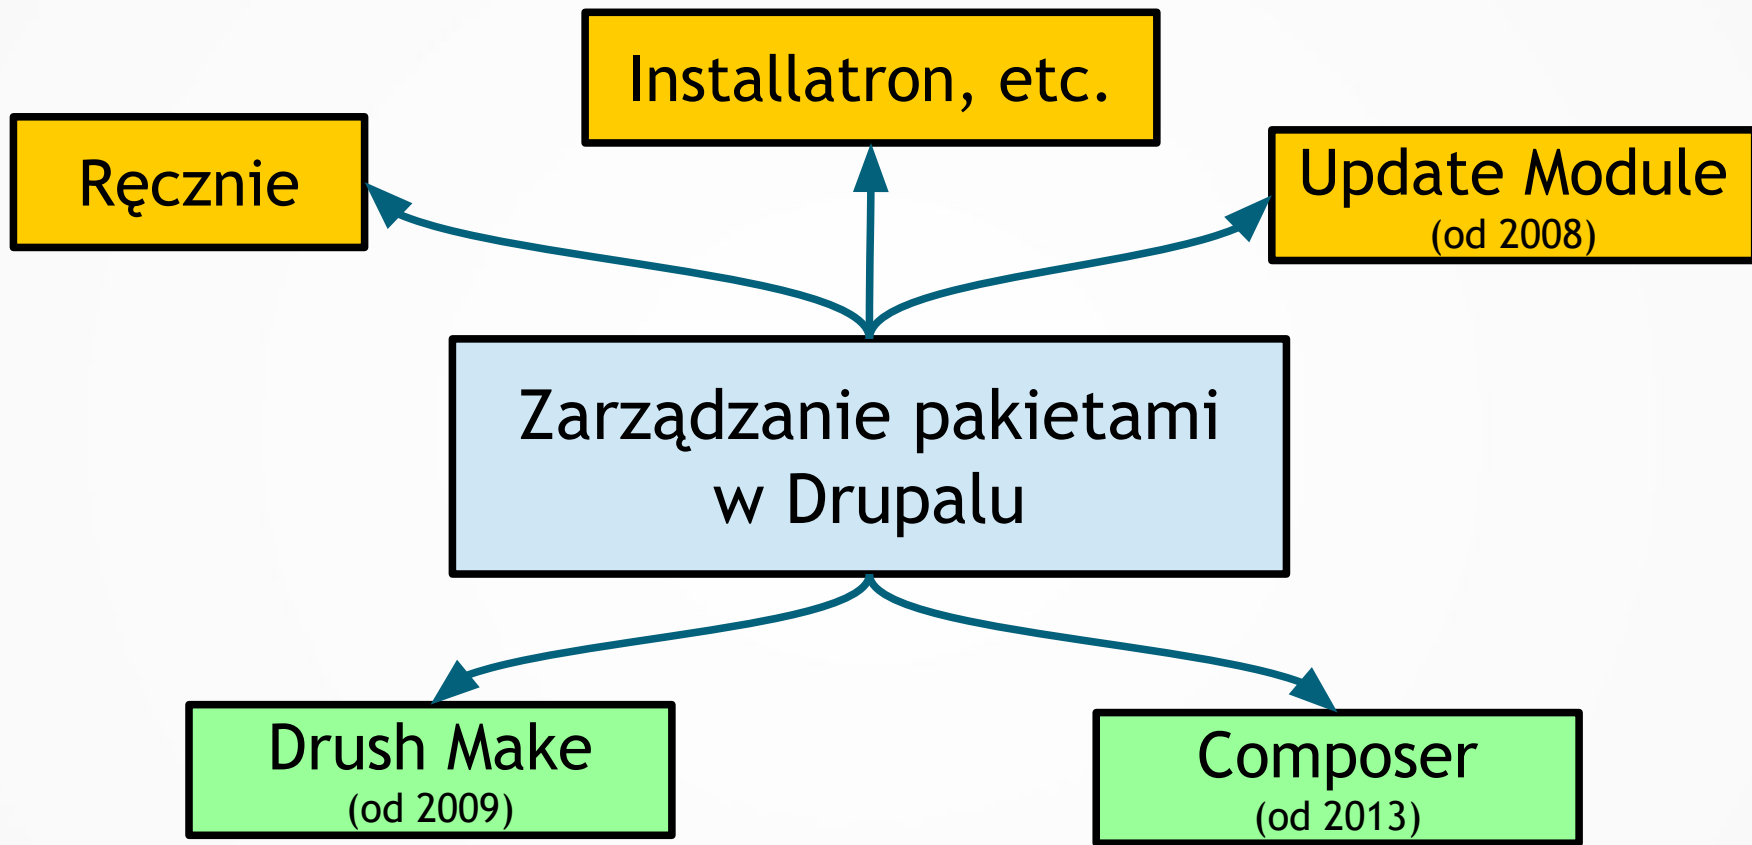 Installatron, etc.
Ręcznie
Update Module
(od 2008)
Zarządzanie pakietami
w Drupalu
Drush Make
(od 2009)
Composer
(od 2013)